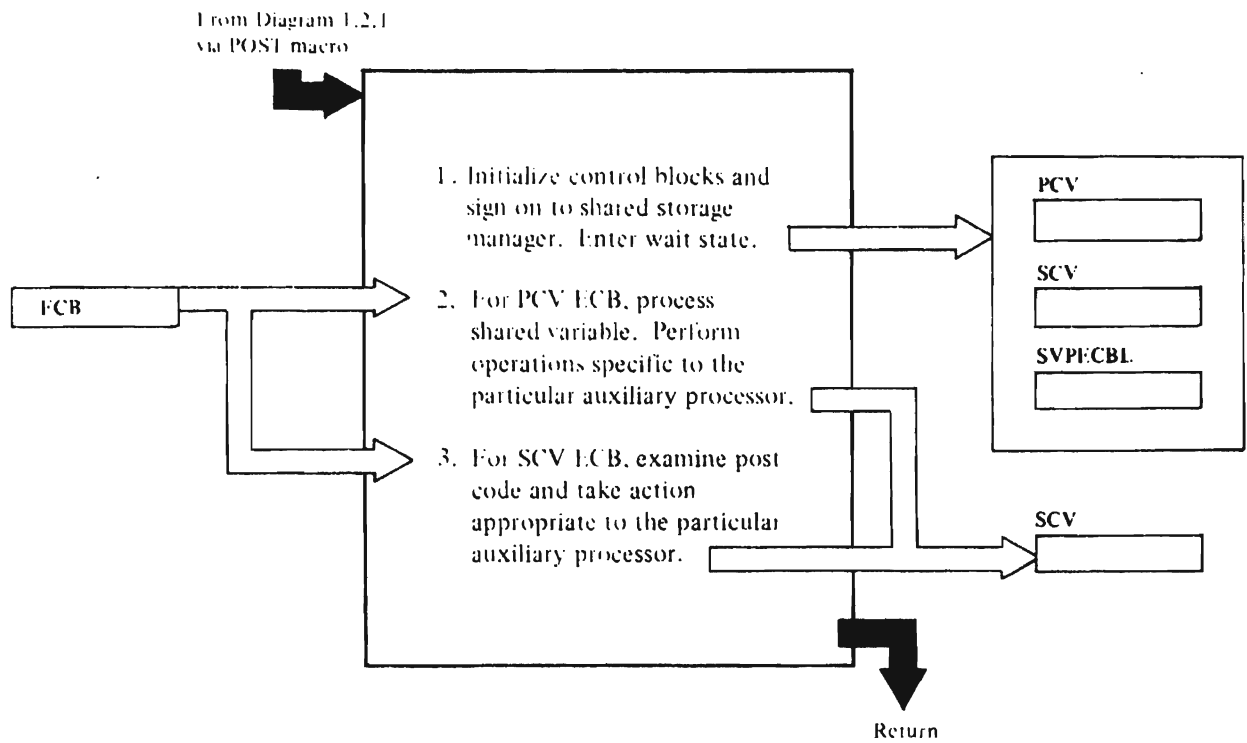 From Diagram 1.2.1
via POST macro
1. Initialize control blocks and
sign on to shared storage
manager. Enter wait state.
ECB
2. For PCV ECB, process
shared variable. Perform
operations specific to the
particular auxiliary processor.
3. For SCV ECB, examine post
code and take action
appropriate to the particular
auxiliary processor.
PCV
SCV
SVPECBL
SCV
Return